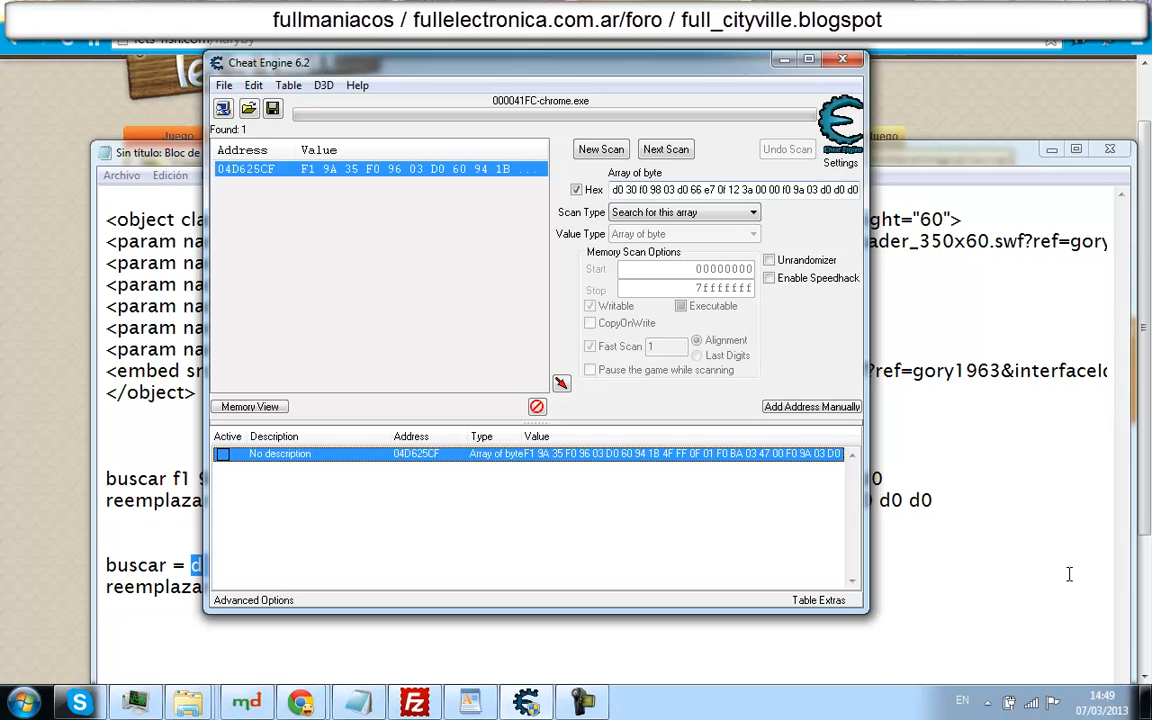 fullmaniacos / fullelectronica.com.ar/foro / full_cityville.blogspot
Cheat Engine 6.2
File Edit Table D3D Help
000041FC-chrome.exe
Found: 1
Address Value
04D625CF F1 9A 35 F0 96 03 D0 60 94 1B ...
New Scan Next Scan Undo Scan
Settings
Array of byte
Hex d0 30 f0 98 03 d0 66 e7 0f 12 3a 00 00 f0 9a 03 d0 d0 d0
Scan Type Search for this array
Value Type Array of byte
Memory Scan Options
Start 00000000
Stop 7fffffff
Writable Executable
CopyOnWrite
Fast Scan 1 Alignment
Last Digits
Pause the game while scanning
Unrandomizer
Enable Speedhack
Memory View Add Address Manually
Active Description Address Type Value
No description 04D625CF Array of byte F1 9A 35 F0 96 03 D0 60 94 1B 4F FF 0F 01 F0 BA 03 47 00 F0 9A 03 D0
Advanced Options Table Extras
Juego
Sin título: Bloc de
Archivo Edición
<object cla
ight="60">
<param na
ader_350x60.swf?ref=gory
<param na
<param na
<param na
<param na
<param na
<embed sr
?ref=gory1963&interfaceId
</object>
buscar f1 9
0
reemplaza
d0 d0
buscar = d
reemplaza
EN
14:49
07/03/2013